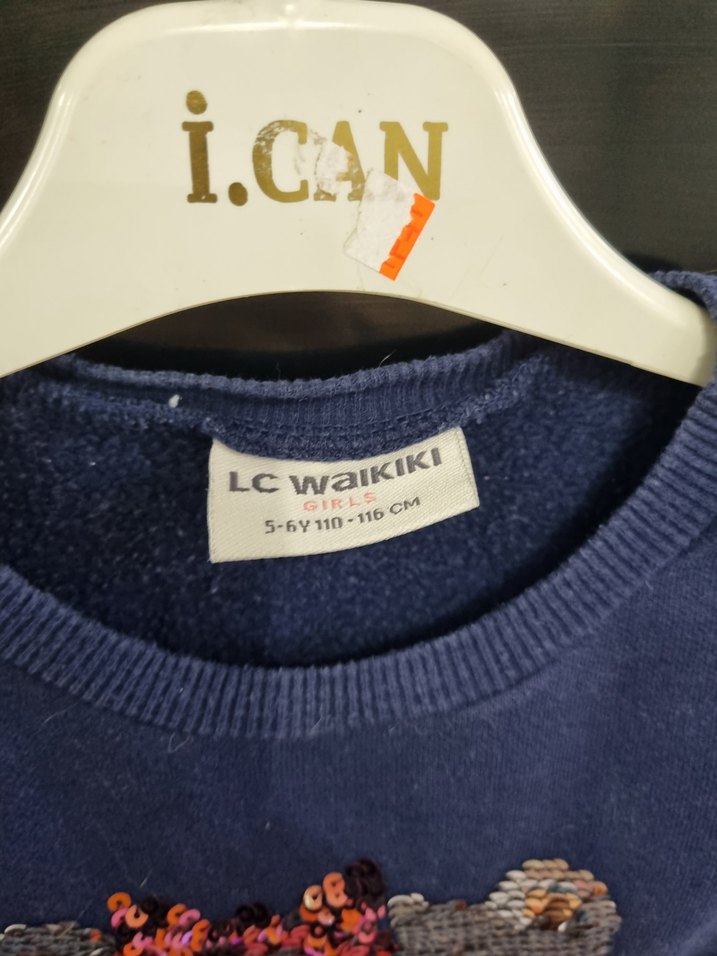 i.CAN
LC WaiKiKi
GIRLS
5-6Y 110-116 CM